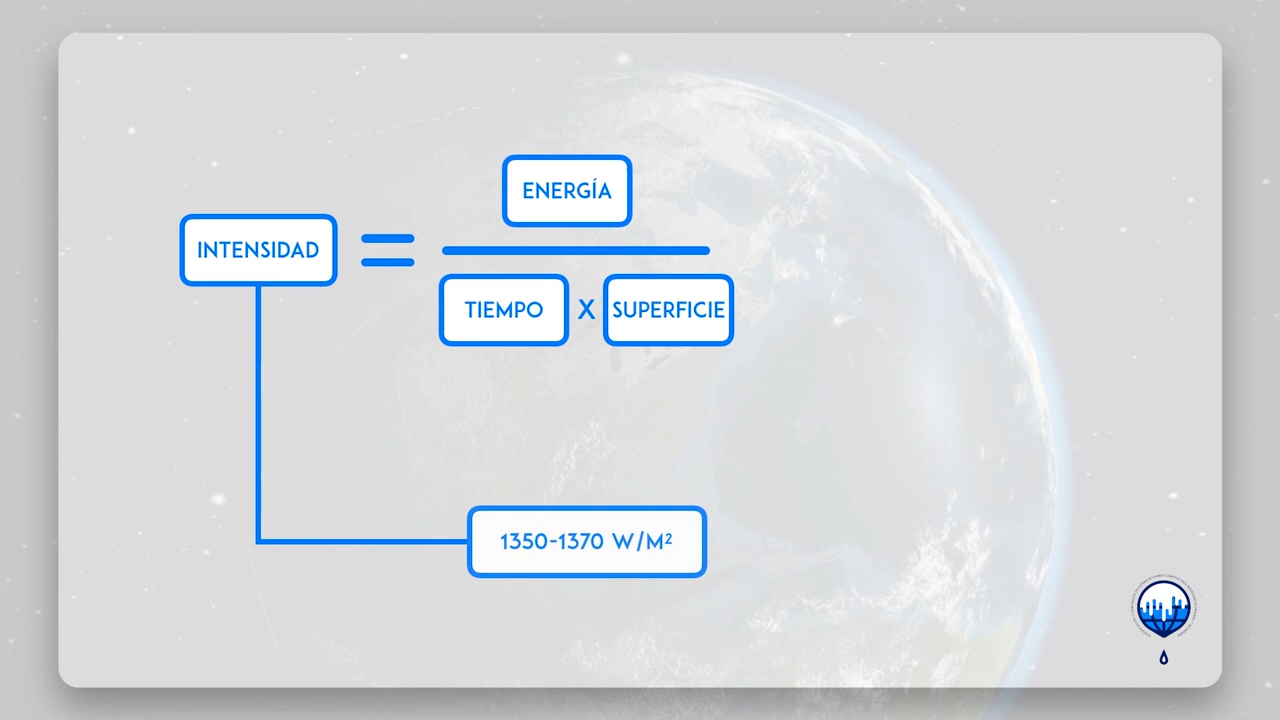 ENERGÍA
INTENSIDAD
TIEMPO X SUPERFICIE
1350-1370 W/M²